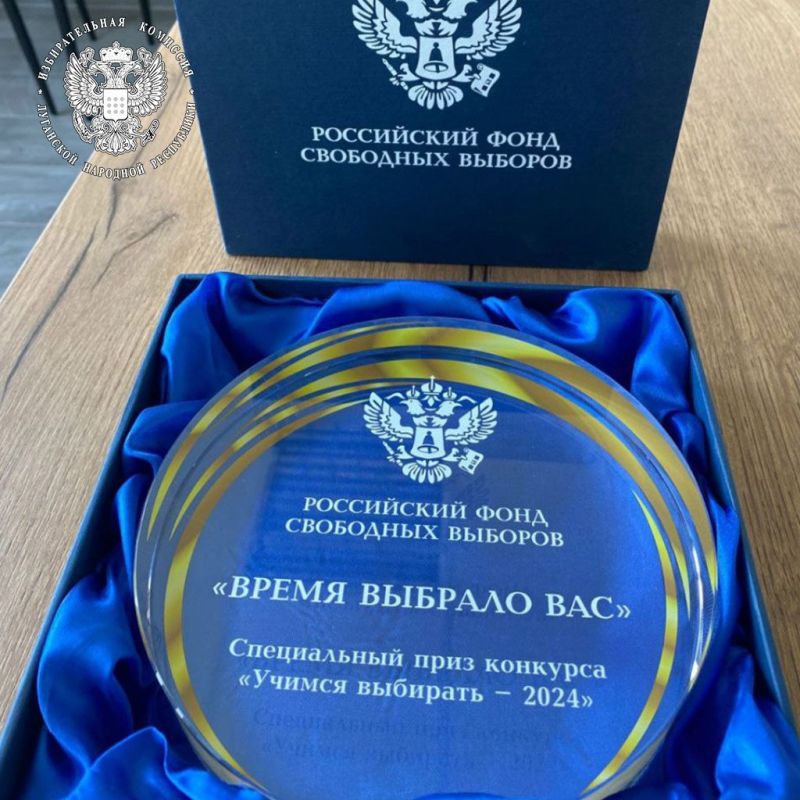 ИЗБИРАТЕЛЬНАЯ КОМИССИЯ
ЛУГАНСКОЙ НАРОДНОЙ РЕСПУБЛИКИ
РОССИЙСКИЙ ФОНД
СВОБОДНЫХ ВЫБОРОВ
РОССИЙСКИЙ ФОНД
СВОБОДНЫХ ВЫБОРОВ
«ВРЕМЯ ВЫБРАЛО ВАС»
Специальный приз конкурса
«Учимся выбирать – 2024»